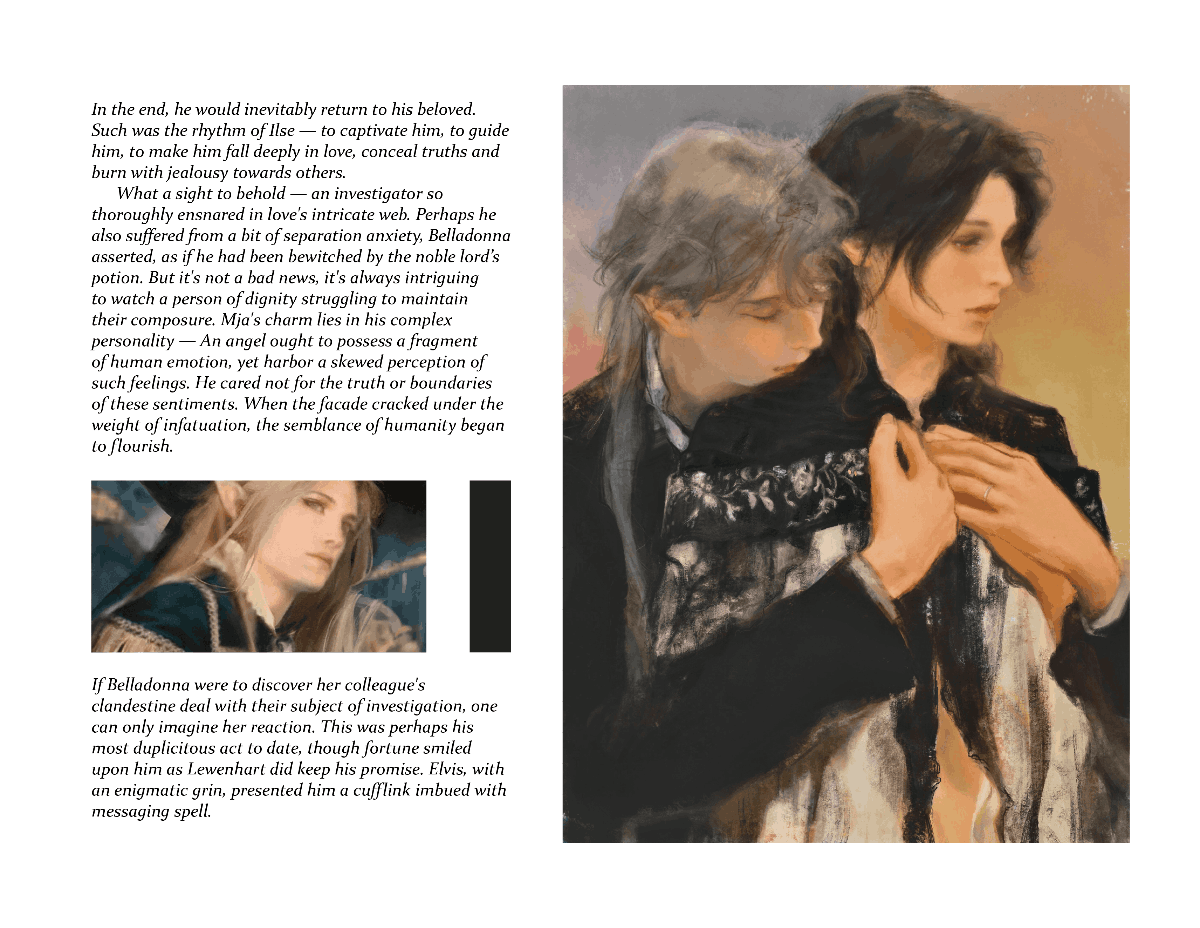 In the end, he would inevitably return to his beloved.
Such was the rhythm of Ilse — to captivate him, to guide
him, to make him fall deeply in love, conceal truths and
burn with jealousy towards others.
What a sight to behold — an investigator so
thoroughly ensnared in love's intricate web. Perhaps he
also suffered from a bit of separation anxiety, Belladonna
asserted, as if he had been bewitched by the noble lord’s
potion. But it's not a bad news, it's always intriguing
to watch a person of dignity struggling to maintain
their composure. Mja's charm lies in his complex
personality — An angel ought to possess a fragment
of human emotion, yet harbor a skewed perception of
such feelings. He cared not for the truth or boundaries
of these sentiments. When the facade cracked under the
weight of infatuation, the semblance of humanity began
to flourish.
If Belladonna were to discover her colleague's
clandestine deal with their subject of investigation, one
can only imagine her reaction. This was perhaps his
most duplicitous act to date, though fortune smiled
upon him as Lewenhart did keep his promise. Elvis, with
an enigmatic grin, presented him a cufflink imbued with
messaging spell.